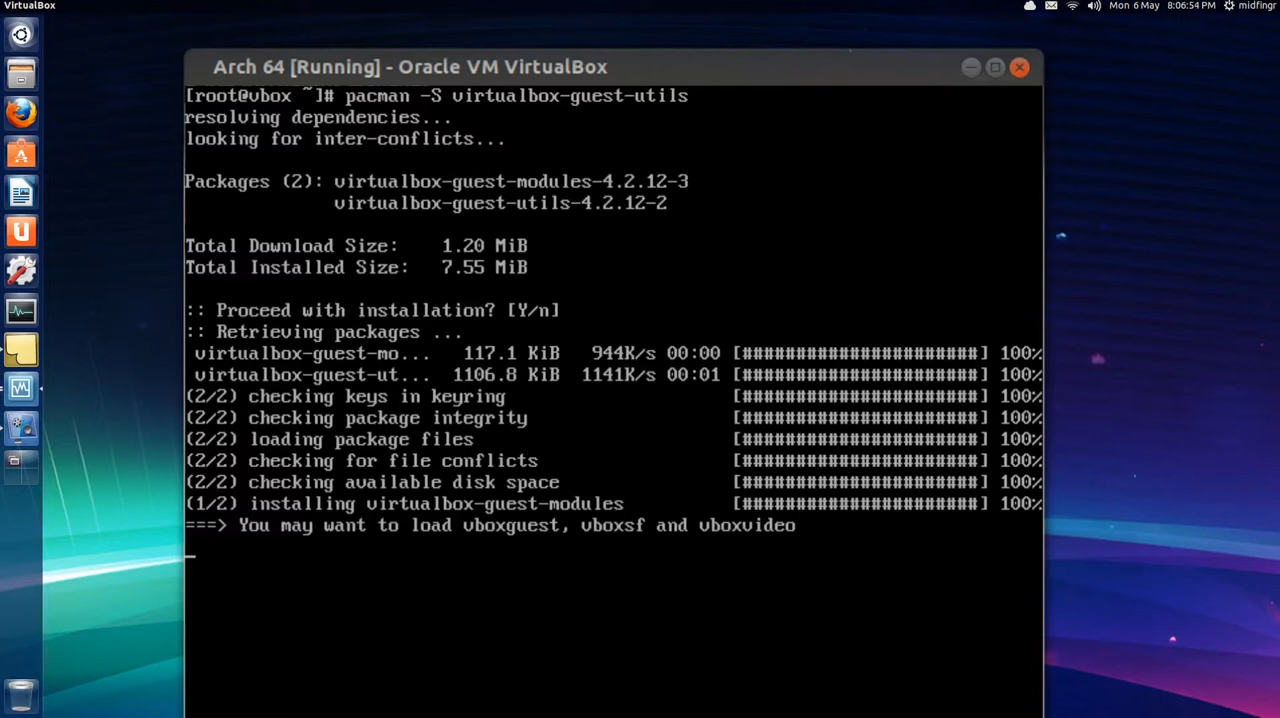 VirtualBox
Mon 6 May 8:06:54 PM midfingr
Arch 64 [Running] - Oracle VM VirtualBox
[root@vbox ~]# pacman -S virtualbox-guest-utils
resolving dependencies...
looking for inter-conflicts...
Packages (2): virtualbox-guest-modules-4.2.12-3
virtualbox-guest-utils-4.2.12-2
Total Download Size: 1.20 MiB
Total Installed Size: 7.55 MiB
:: Proceed with installation? [Y/n]
:: Retrieving packages ...
virtualbox-guest-mo... 117.1 KiB 944K/s 00:00 [######################] 100%
virtualbox-guest-ut... 1106.8 KiB 1141K/s 00:01 [######################] 100%
(2/2) checking keys in keyring [######################] 100%
(2/2) checking package integrity [######################] 100%
(2/2) loading package files [######################] 100%
(2/2) checking for file conflicts [######################] 100%
(2/2) checking available disk space [######################] 100%
(1/2) installing virtualbox-guest-modules [######################] 100%
===> You may want to load vboxguest, vboxsf and vboxvideo